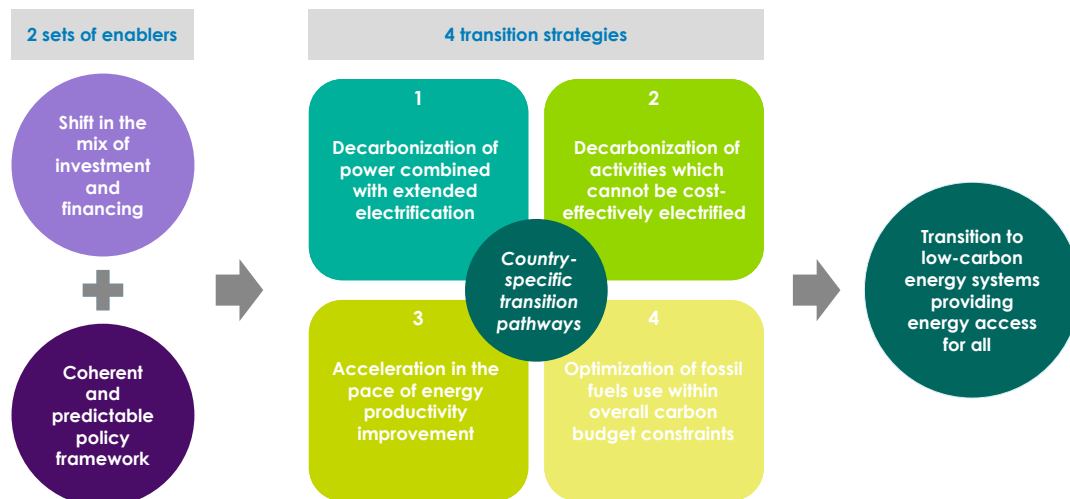 2 sets of enablers
4 transition strategies
Shift in the
mix of
investment
and
financing
Coherent
and
predictable
policy
framework
1
Decarbonization of
power combined
with extended
electrification
2
Decarbonization of
activities which
cannot be cost-
effectively electrified
Country-
specific
transition
pathways
3
Acceleration in the
pace of energy
productivity
improvement
4
Optimization of fossil
fuels use within
overall carbon
budget constraints
Transition to
low-carbon
energy systems
providing
energy access
for all